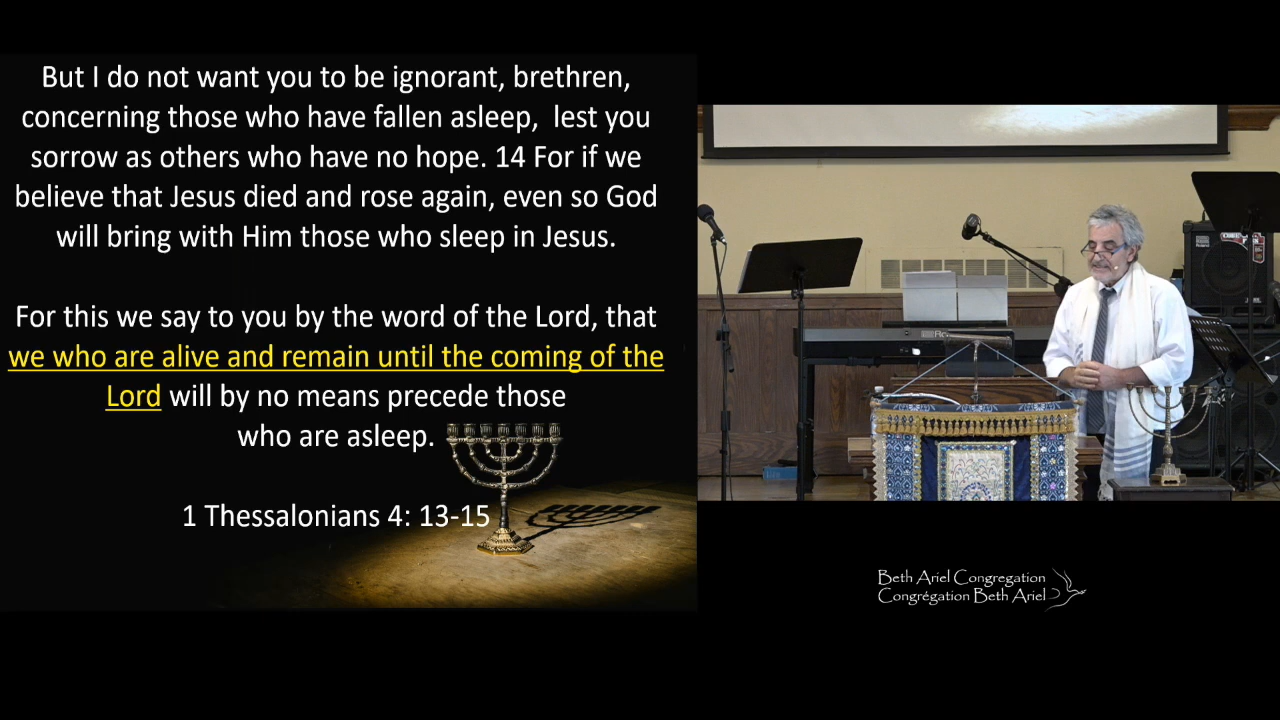 But I do not want you to be ignorant, brethren,
concerning those who have fallen asleep, lest you
sorrow as others who have no hope. 14 For if we
believe that Jesus died and rose again, even so God
will bring with Him those who sleep in Jesus.
For this we say to you by the word of the Lord, that
we who are alive and remain until the coming of the
Lord will by no means precede those
who are asleep.
1 Thessalonians 4: 13-15
Beth Ariel Congregation
Congrégation Beth Ariel